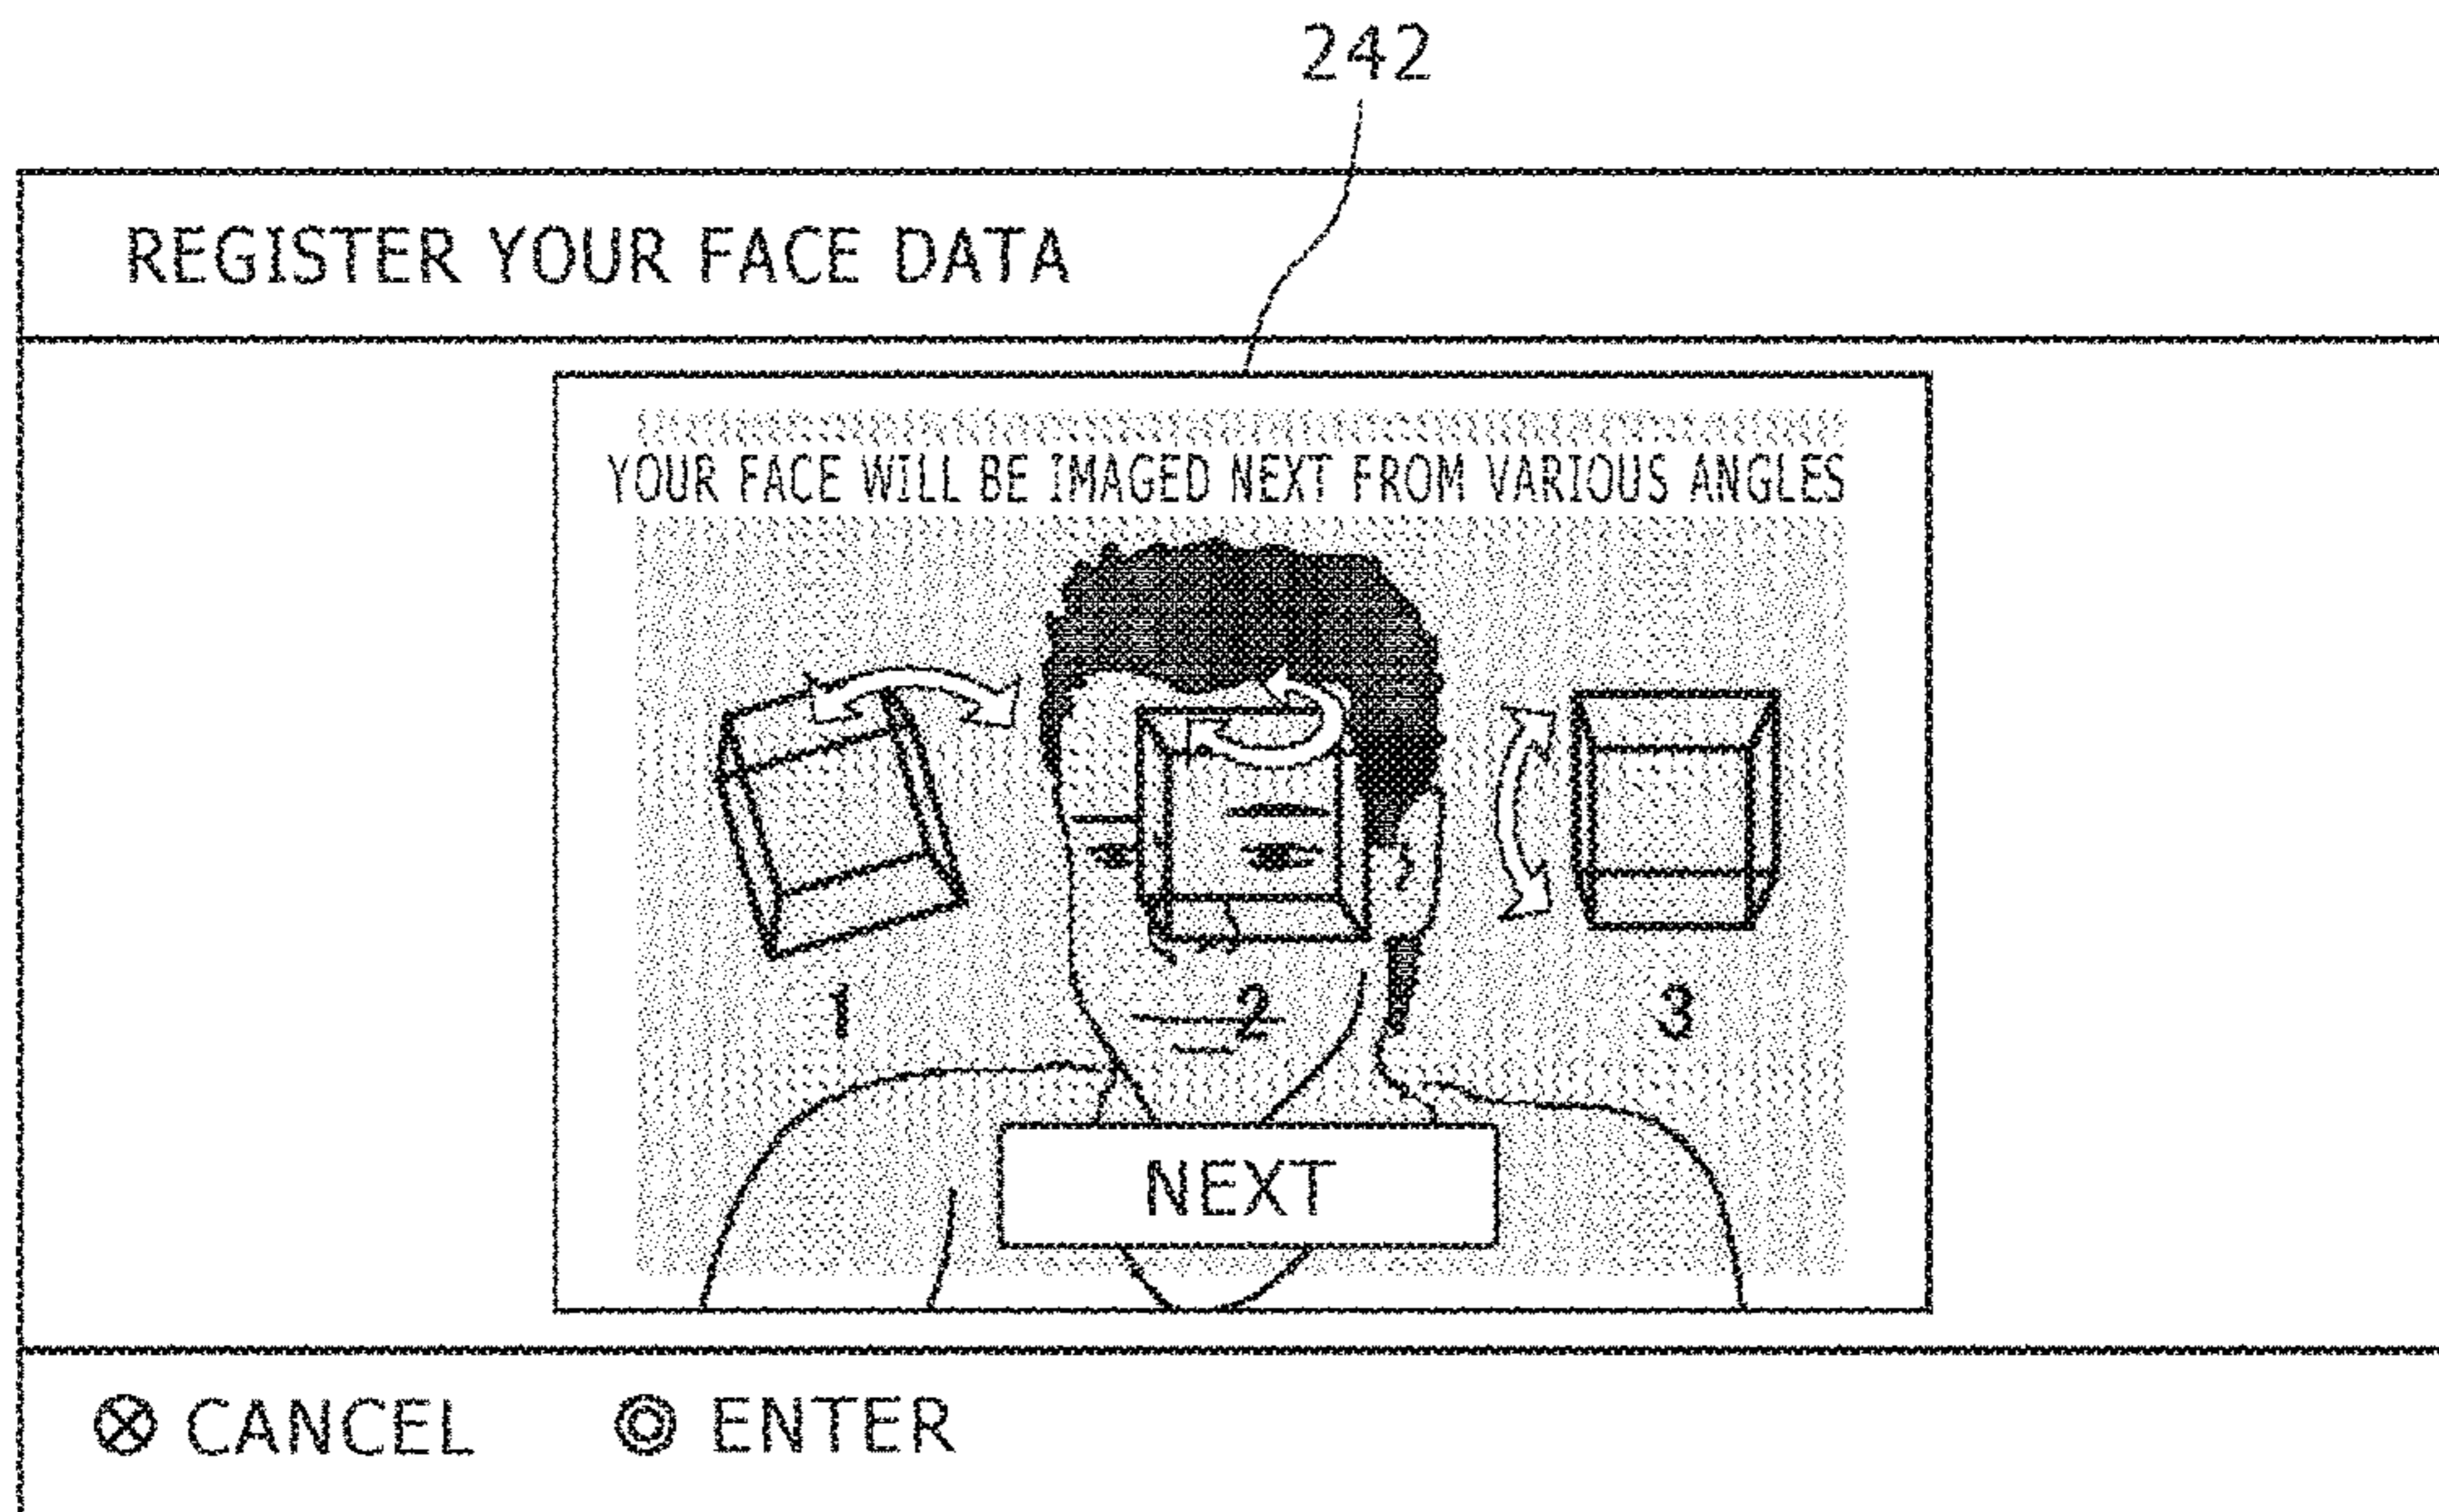 242
REGISTER YOUR FACE DATA
YOUR FACE WILL BE IMAGED NEXT FROM VARIOUS ANGLES
1 2 3
NEXT
CANCEL ENTER